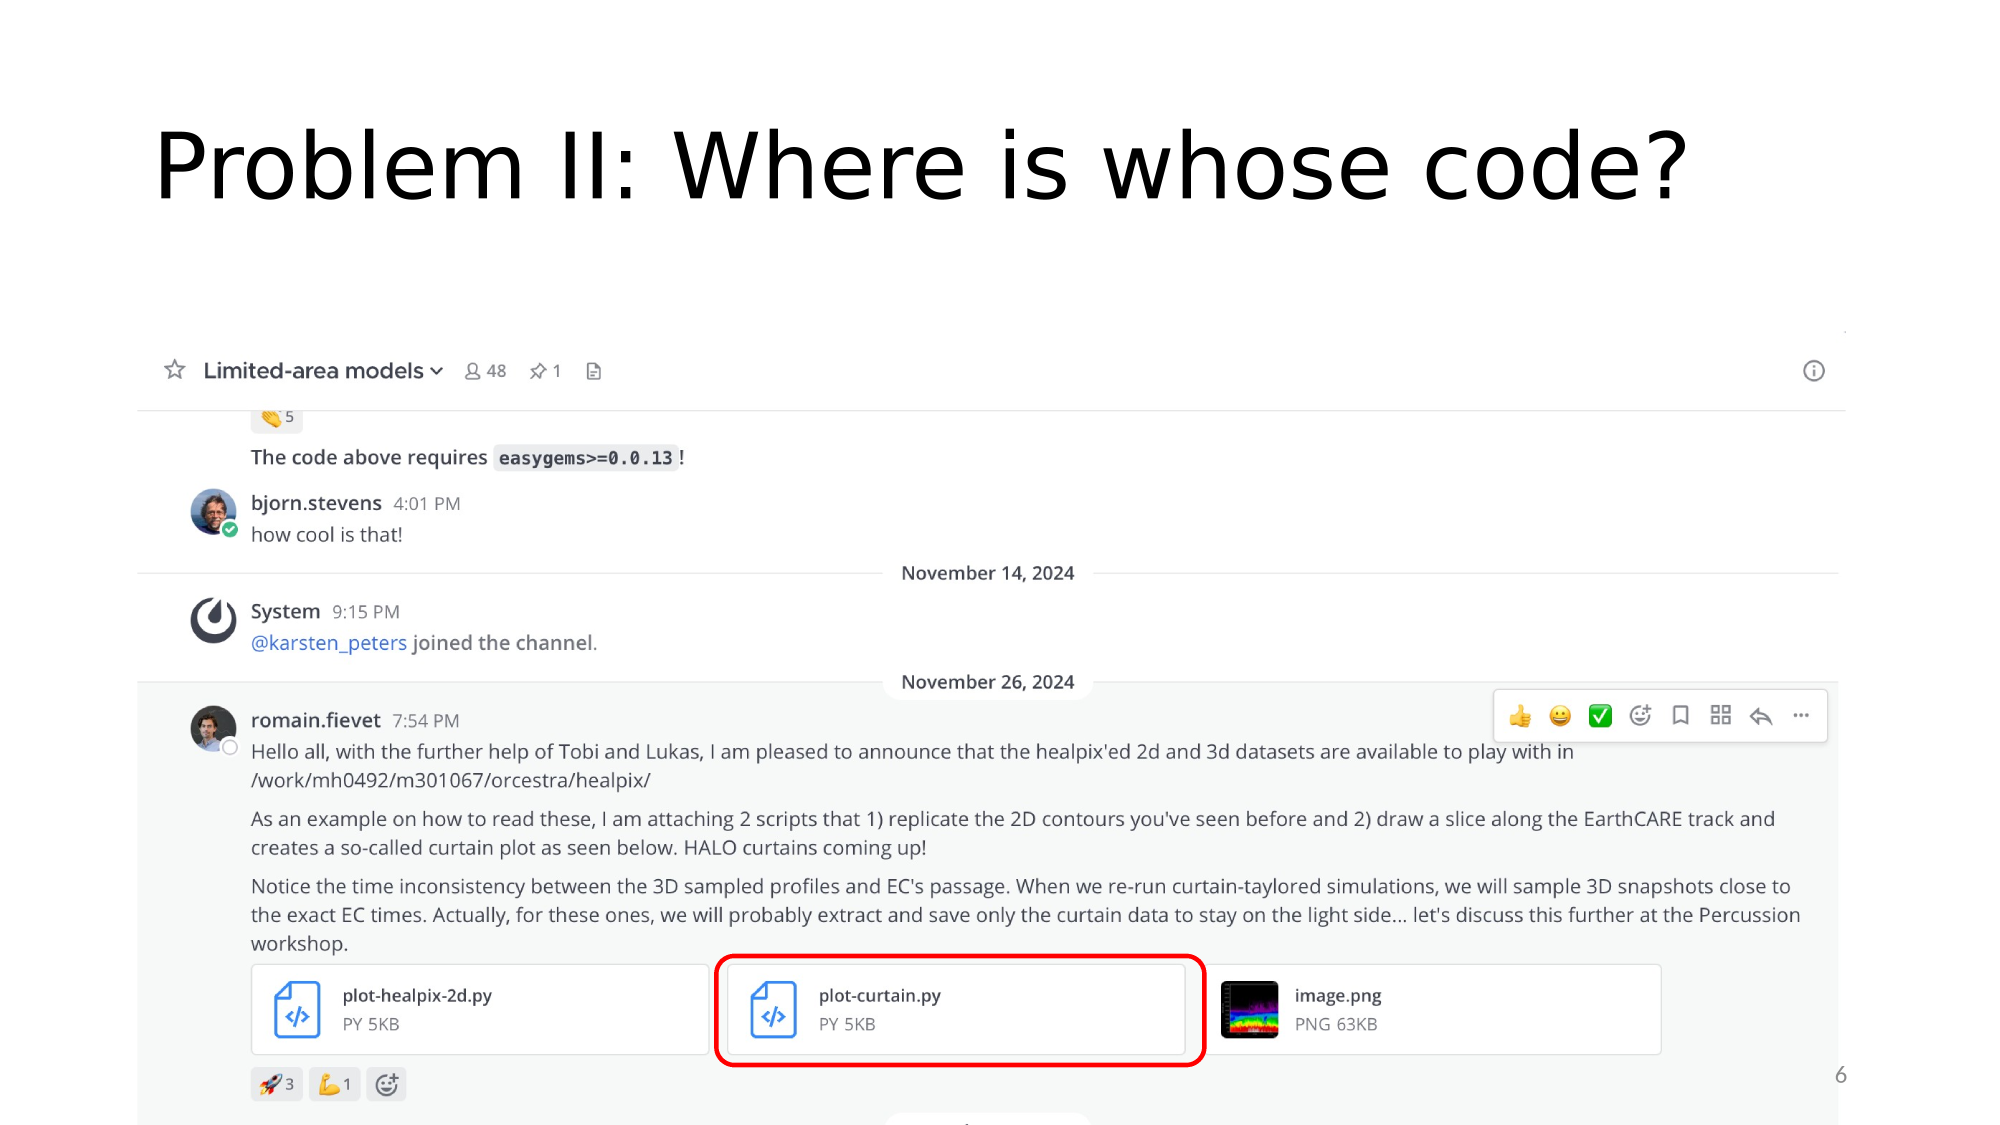 Problem II: Where is whose code?
Limited-area models 48 1
5
The code above requires easygems>=0.0.13!
bjorn.stevens 4:01 PM
how cool is that!
November 14, 2024
System 9:15 PM
@karsten_peters joined the channel.
November 26, 2024
romain.fievet 7:54 PM
Hello all, with the further help of Tobi and Lukas, I am pleased to announce that the healpix'ed 2d and 3d datasets are available to play with in
/work/mh0492/m301067/orcestra/healpix/
As an example on how to read these, I am attaching 2 scripts that 1) replicate the 2D contours you've seen before and 2) draw a slice along the EarthCARE track and
creates a so-called curtain plot as seen below. HALO curtains coming up!
Notice the time inconsistency between the 3D sampled profiles and EC's passage. When we re-run curtain-taylored simulations, we will sample 3D snapshots close to
the exact EC times. Actually, for these ones, we will probably extract and save only the curtain data to stay on the light side... let's discuss this further at the Percussion
workshop.
plot-healpix-2d.py
PY 5KB
plot-curtain.py
PY 5KB
image.png
PNG 63KB
3 1
6